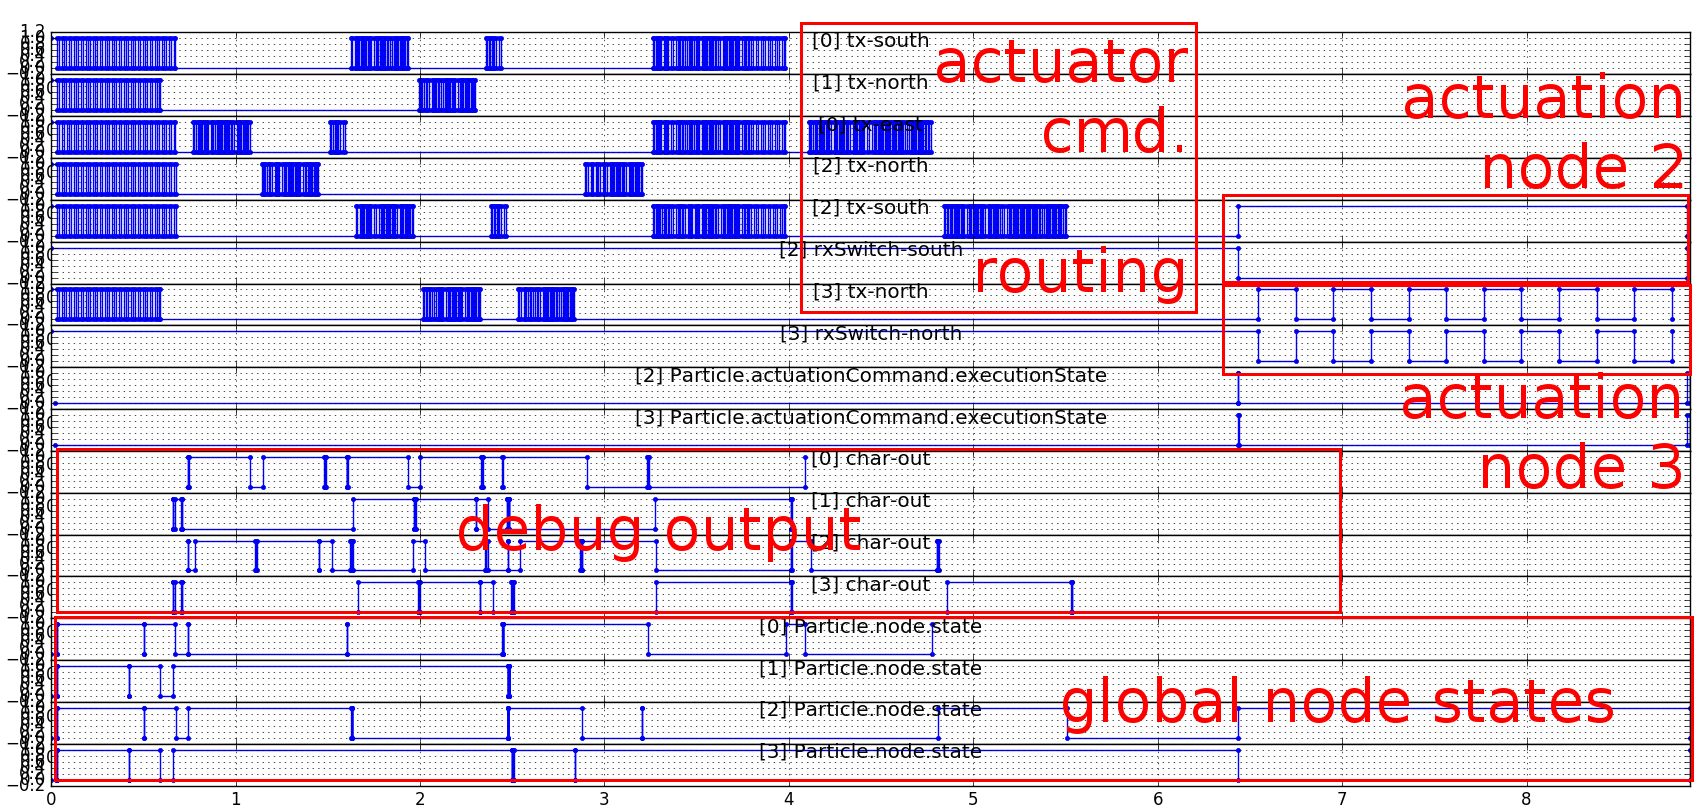 1.2
[0] tx-south
actuator
[1] tx-north
actuation
[0] tx-east
cmd.
[2] tx-north
node 2
[2] tx-south
[2] rxSwitch-south
routing
[3] tx-north
[3] rxSwitch-north
[2] Particle.actuationCommand.executionState
actuation
[3] Particle.actuationCommand.executionState
[0] char-out
node 3
[1] char-out
debug output
[2] char-out
[3] char-out
[0] Particle.node.state
[1] Particle.node.state
global node states
[2] Particle.node.state
[3] Particle.node.state
−0.2
0 1 2 3 4 5 6 7 8